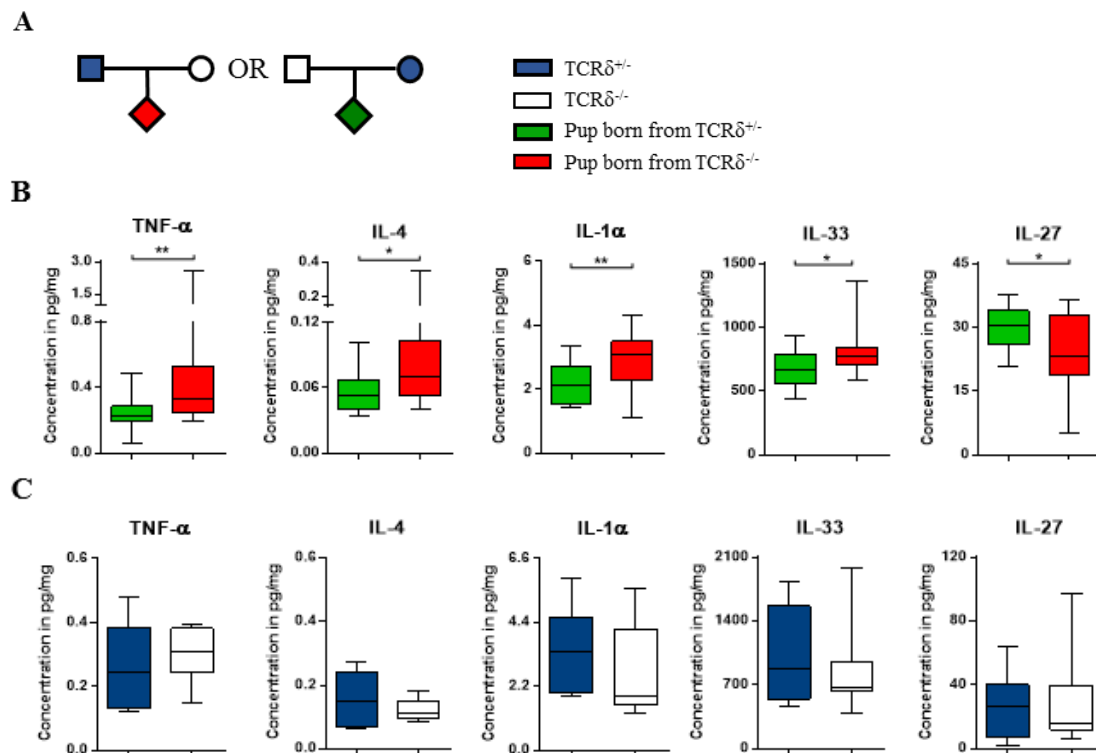 A
OR
TCRδ+/-
TCRδ-/-
Pup born from TCRδ+/-
Pup born from TCRδ-/-
B
TNF-α
**
Concentration in pg/mg
3.0
1.5
0.8
0.4
0.0
IL-4
*
Concentration in pg/mg
0.4
0.2
0.12
0.06
0.00
IL-1α
**
Concentration in pg/mg
6
4
2
0
IL-33
*
Concentration in pg/mg
1500
1000
500
0
IL-27
*
Concentration in pg/mg
45
30
15
0
C
TNF-α
Concentration in pg/mg
0.6
0.4
0.2
0.0
IL-4
Concentration in pg/mg
0.6
0.4
0.2
0.0
IL-1α
Concentration in pg/mg
6.6
4.4
2.2
0.0
IL-33
Concentration in pg/mg
2100
1400
700
0
IL-27
Concentration in pg/mg
120
80
40
0